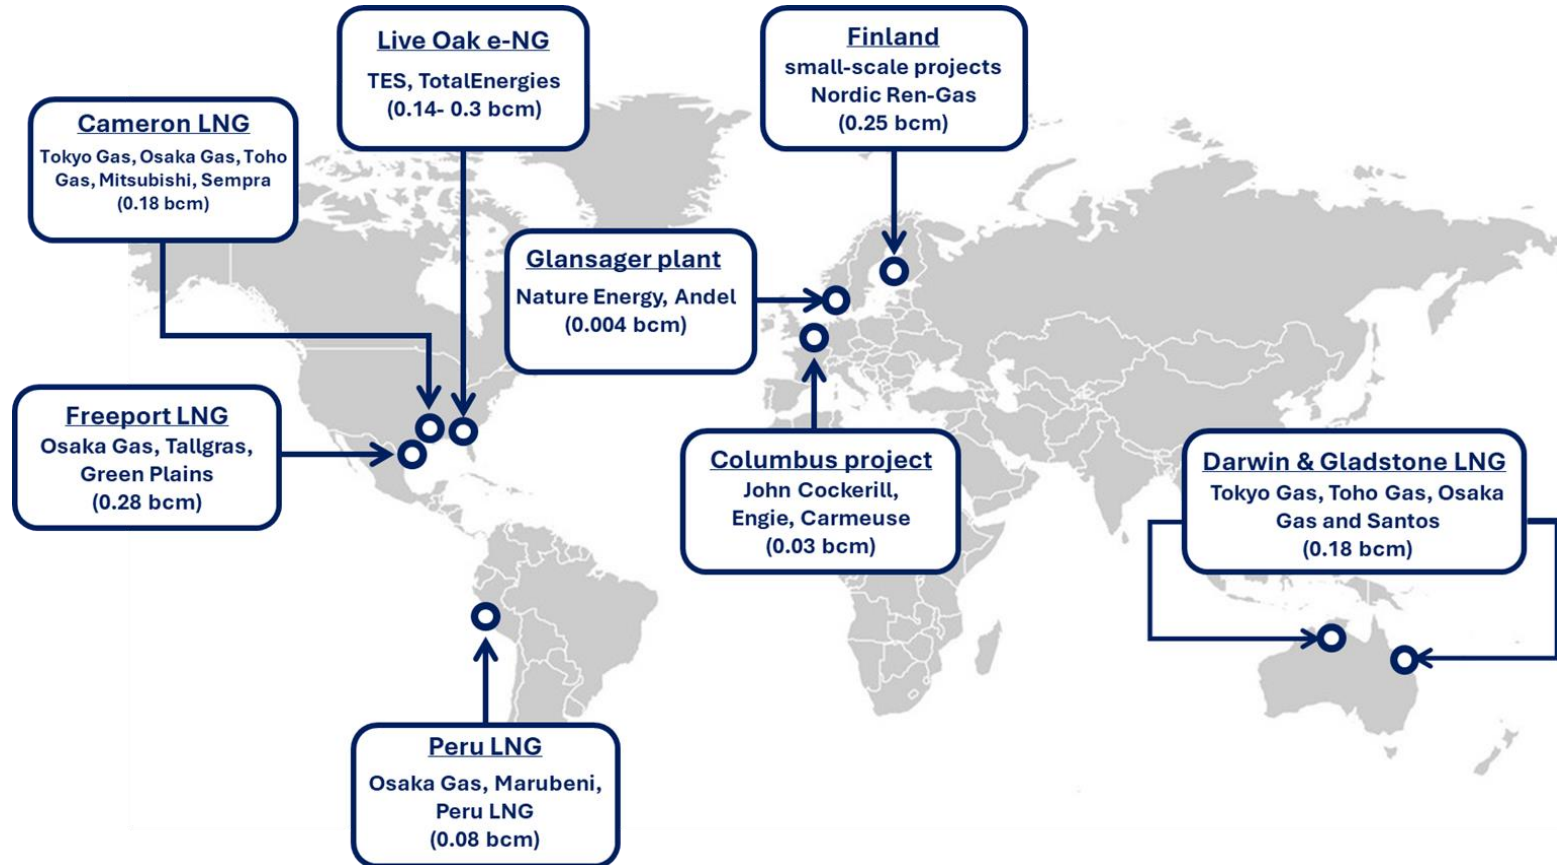 Live Oak e-NG
TES, TotalEnergies
(0.14- 0.3 bcm)
Finland
small-scale projects
Nordic Ren-Gas
(0.25 bcm)
Cameron LNG
Tokyo Gas, Osaka Gas, Toho
Gas, Mitsubishi, Sempra
(0.18 bcm)
Glansager plant
Nature Energy, Andel
(0.004 bcm)
Freeport LNG
Osaka Gas, Tallgras,
Green Plains
(0.28 bcm)
Columbus project
John Cockerill,
Engie, Carmeuse
(0.03 bcm)
Darwin & Gladstone LNG
Tokyo Gas, Toho Gas, Osaka
Gas and Santos
(0.18 bcm)
Peru LNG
Osaka Gas, Marubeni,
Peru LNG
(0.08 bcm)